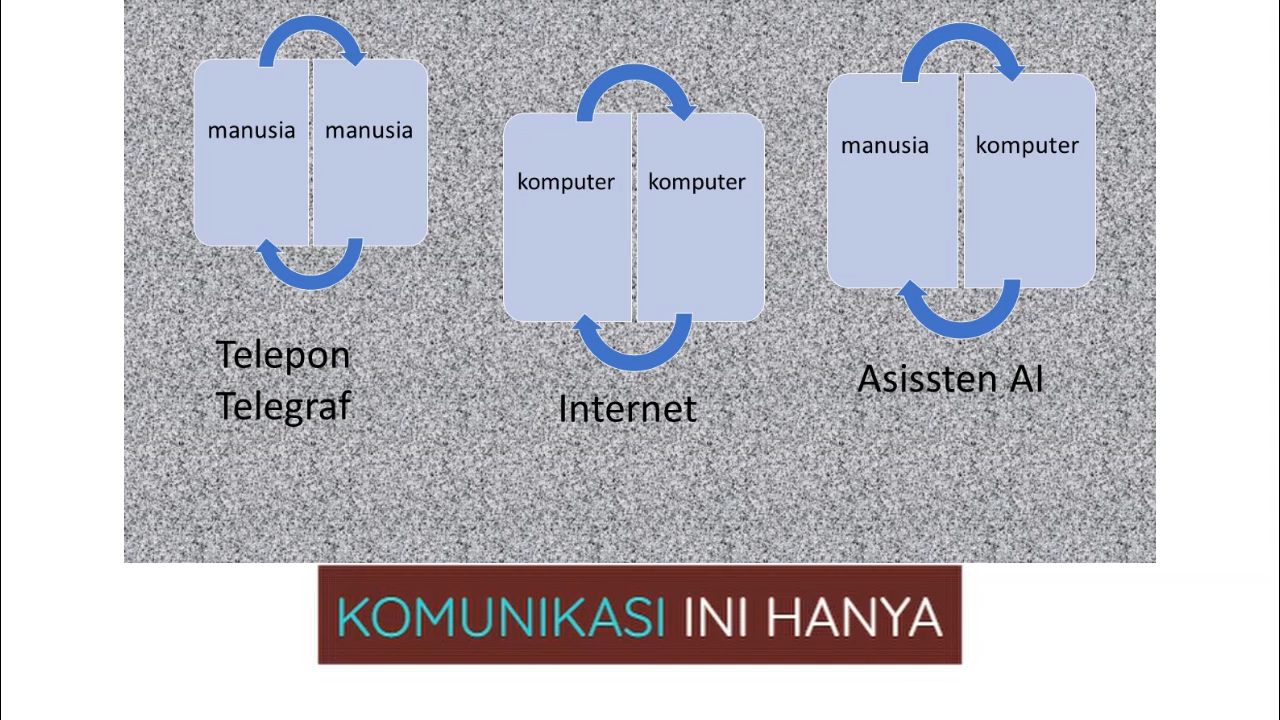 manusia manusia
Telepon
Telegraf
komputer komputer
Internet
manusia komputer
Asissten AI
KOMUNIKASI INI HANYA